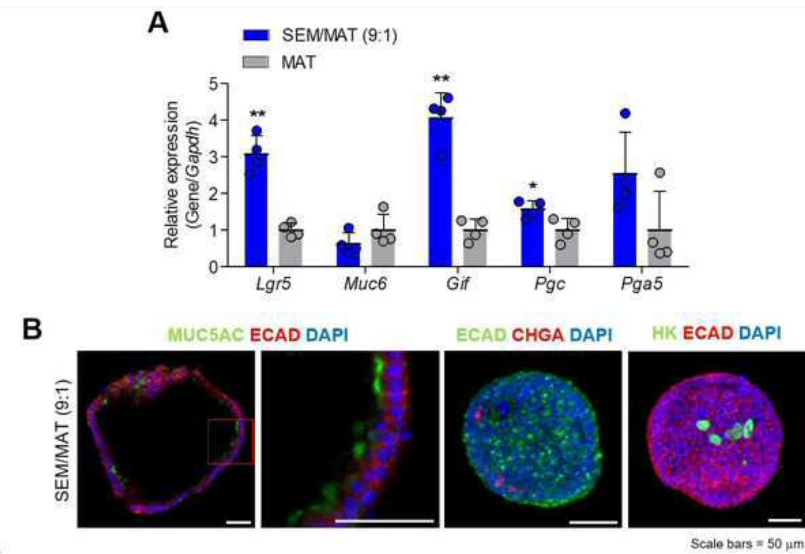 A
SEM/MAT (9:1)
MAT
Relative expression
(Gene/Gapdh)
5
4
3
2
1
0
**
**
*
Lgr5 Muc6 Gif Pgc Pga5
B
MUC5AC ECAD DAPI
ECAD CHGA DAPI
HK ECAD DAPI
SEM/MAT (9:1)
Scale bars = 50 μm